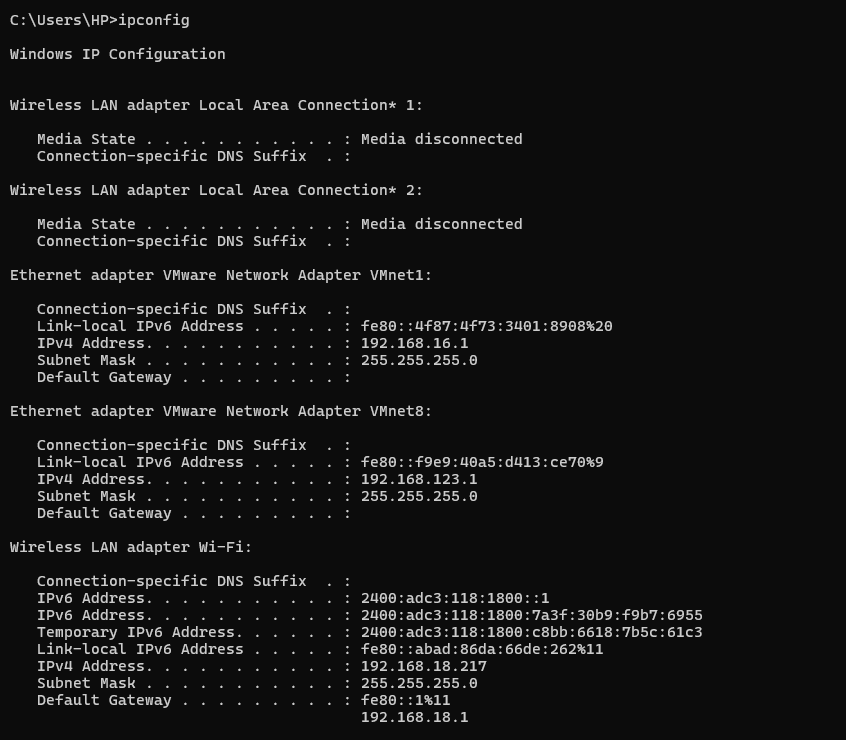 C:\Users\HP>ipconfig
Windows IP Configuration
Wireless LAN adapter Local Area Connection* 1:
Media State . . . . . . . . . . . : Media disconnected
Connection-specific DNS Suffix  . :
Wireless LAN adapter Local Area Connection* 2:
Media State . . . . . . . . . . . : Media disconnected
Connection-specific DNS Suffix  . :
Ethernet adapter VMware Network Adapter VMnet1:
Connection-specific DNS Suffix  . :
Link-local IPv6 Address . . . . . : fe80::4f87:4f73:3401:8908%20
IPv4 Address. . . . . . . . . . . : 192.168.16.1
Subnet Mask . . . . . . . . . . . : 255.255.255.0
Default Gateway . . . . . . . . . :
Ethernet adapter VMware Network Adapter VMnet8:
Connection-specific DNS Suffix  . :
Link-local IPv6 Address . . . . . : fe80::f9e9:40a5:d413:ce70%9
IPv4 Address. . . . . . . . . . . : 192.168.123.1
Subnet Mask . . . . . . . . . . . : 255.255.255.0
Default Gateway . . . . . . . . . :
Wireless LAN adapter Wi-Fi:
Connection-specific DNS Suffix  . :
IPv6 Address. . . . . . . . . . . : 2400:adc3:118:1800::1
IPv6 Address. . . . . . . . . . . : 2400:adc3:118:1800:7a3f:30b9:f9b7:6955
Temporary IPv6 Address. . . . . . : 2400:adc3:118:1800:c8bb:6618:7b5c:61c3
Link-local IPv6 Address . . . . . : fe80::abad:86da:66de:262%11
IPv4 Address. . . . . . . . . . . : 192.168.18.217
Subnet Mask . . . . . . . . . . . : 255.255.255.0
Default Gateway . . . . . . . . . : fe80::1%11
192.168.18.1